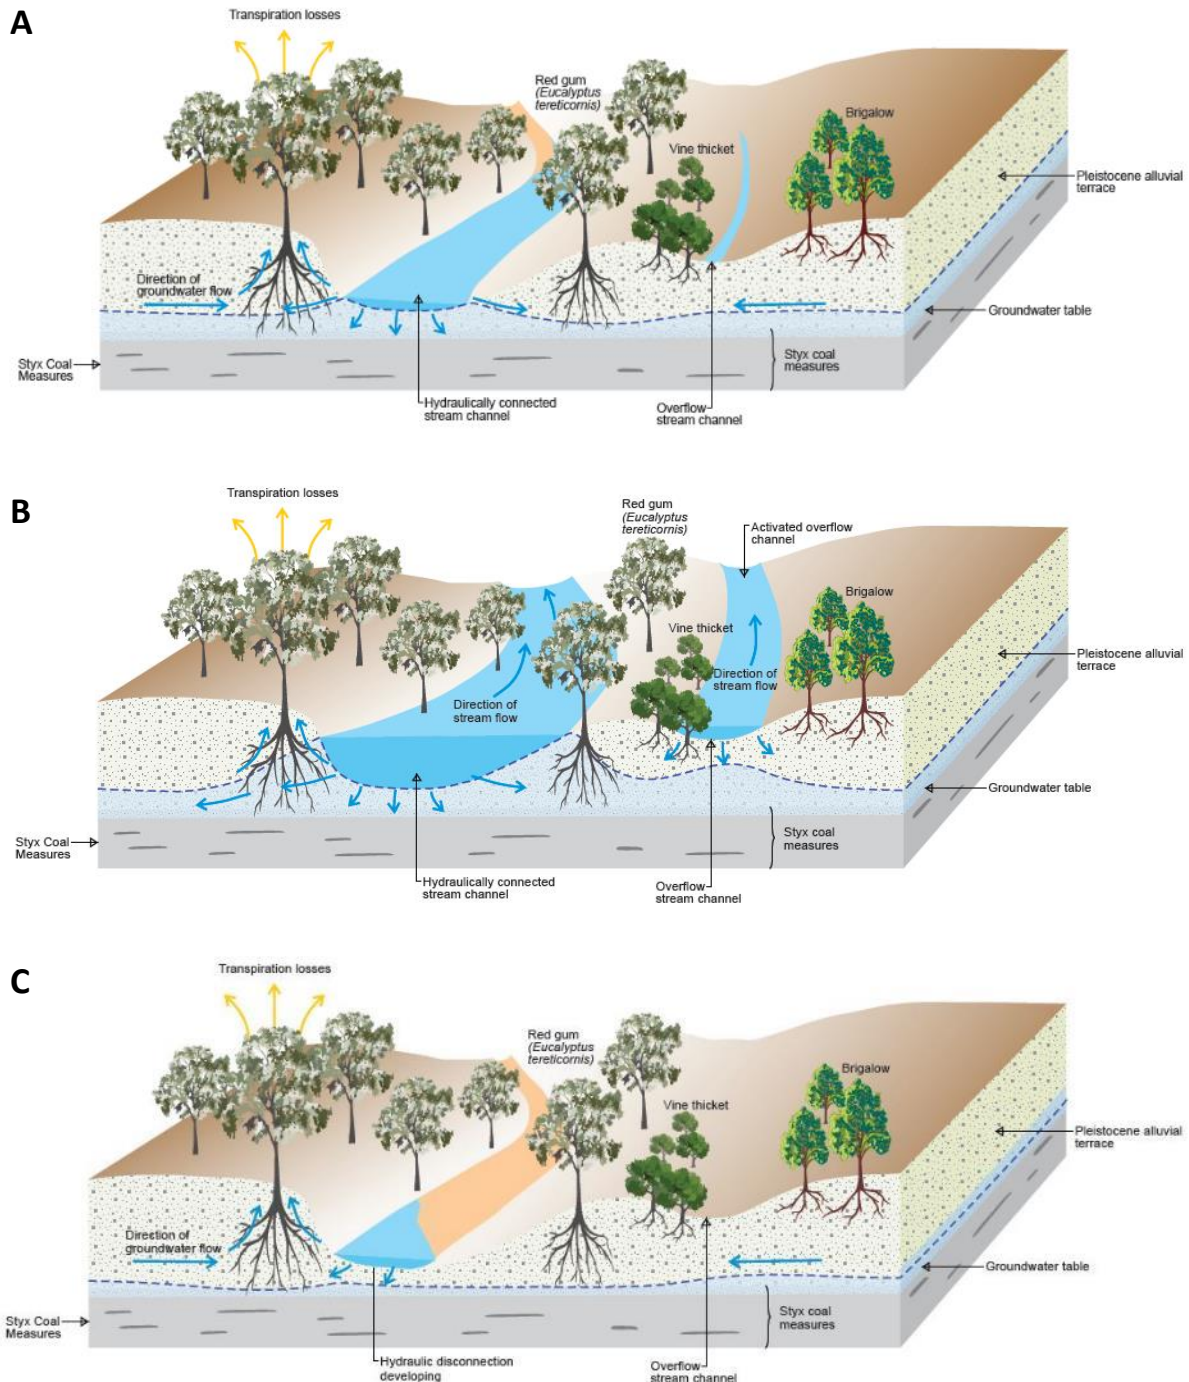 A
Transpiration losses
Red gum
(Eucalyptus
tereticornis)
Brigalow
Vine thicket
Pleistocene alluvial
terrace
Direction of
groundwater flow
Groundwater table
Styx Coal
Measures
Styx coal
measures
Hydraulically connected
stream channel
Overflow
stream channel
B
Transpiration losses
Red gum
(Eucalyptus
tereticornis)
Activated overflow
channel
Brigalow
Vine thicket
Pleistocene alluvial
terrace
Direction of
stream flow
Direction of
stream flow
Groundwater table
Styx Coal
Measures
Styx coal
measures
Hydraulically connected
stream channel
Overflow
stream channel
C
Transpiration losses
Red gum
(Eucalyptus
tereticornis)
Brigalow
Vine thicket
Pleistocene alluvial
terrace
Direction of
groundwater flow
Groundwater table
Styx Coal
Measures
Styx coal
measures
Hydraulic disconnection
developing
Overflow
stream channel